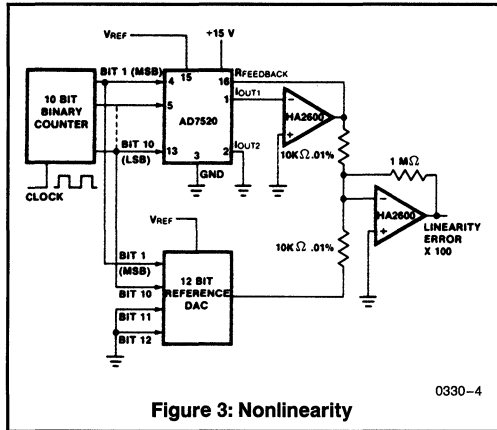 VREF
+15 V
BIT 1 (MSB)
15
RFEEDBACK
4
16
IOUT1
10 BIT
BINARY
COUNTER
5
AD7520
1
−
HA2600
+
BIT 10
(LSB)
13
2
IOUT2
3
GND
10KΩ .01%
1 MΩ
CLOCK
VREF
−
HA2600
+
LINEARITY
ERROR
X 100
10KΩ .01%
BIT 1
(MSB)
12 BIT
REFERENCE
DAC
BIT 10
BIT 11
BIT 12
0330-4
Figure 3: Nonlinearity